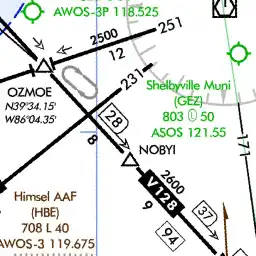 AWOS-3P 118.525
2500
251
12
OZMOE
N39°34.15'
W86°04.35'
231
Shelbyville Muni
(GEZ)
803 L 50
ASOS 121.55
28
8
NOBYI
171
2600
V128
9
37
94
Himsel AAF
(HBE)
708 L 40
AWOS-3 119.675